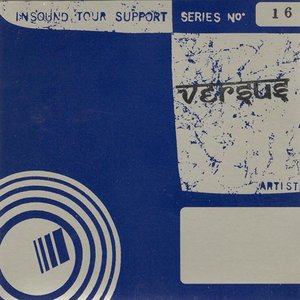 INSOUND TOUR SUPPORT SERIES NO. 16
versus
ARTIST